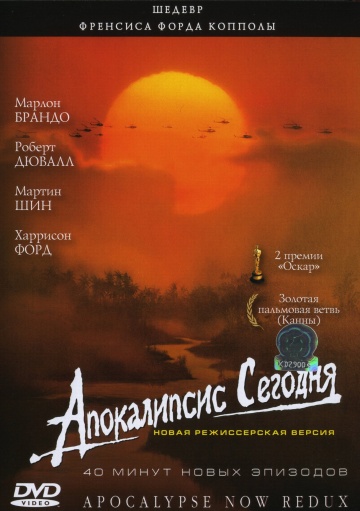 ШЕДЕВР
ФРЕНСИСА ФОРДА КОППОЛЫ
Марлон
БРАНДО
Роберт
ДЮВАЛЛ
Мартин
ШИН
Харрисон
ФОРД
2 премии
«Оскар»
Золотая
пальмовая ветвь
(Канны)
Апокалипсис Сегодня
НОВАЯ РЕЖИССЕРСКАЯ ВЕРСИЯ
40 МИНУТ НОВЫХ ЭПИЗОДОВ
DVD
VIDEO
APOCALYPSE NOW REDUX